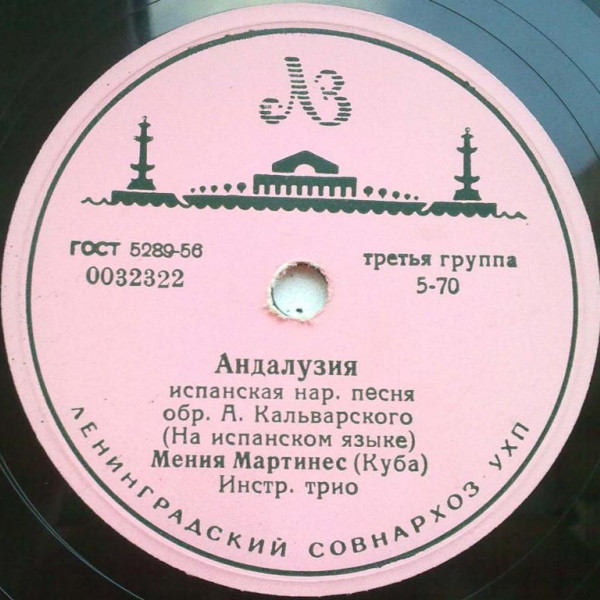 ЛЗ
ГОСТ 5289-56
0032322
третья группа
5-70
Андалузия
испанская нар. песня
обр. А. Кальварского
(На испанском языке)
Мения Мартинес (Куба)
Инстр. трио
ЛЕНИНГРАДСКИЙ СОВНАРХОЗ УХП